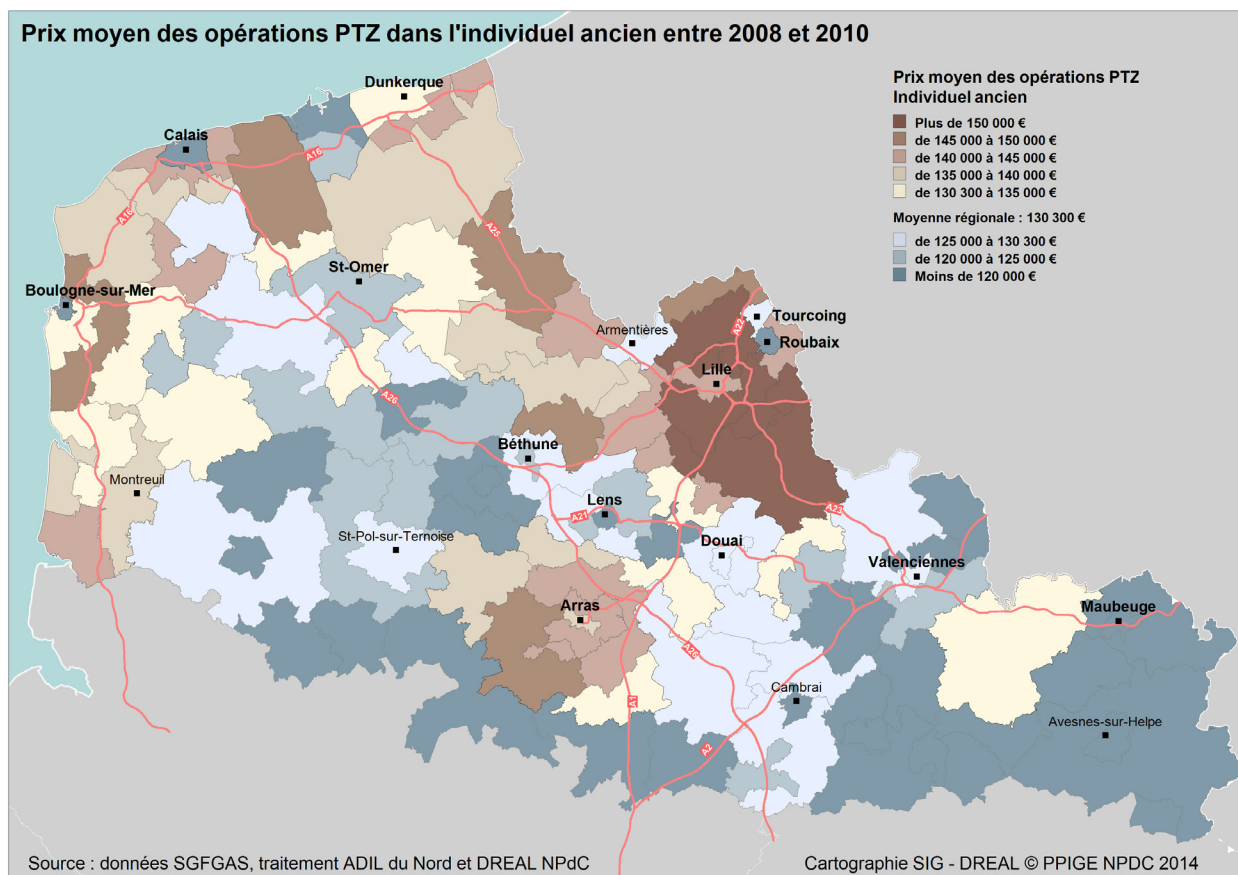 Prix moyen des opérations PTZ dans l'individuel ancien entre 2008 et 2010
Prix moyen des opérations PTZ
Individuel ancien
Plus de 150 000 €
de 145 000 à 150 000 €
de 140 000 à 145 000 €
de 135 000 à 140 000 €
de 130 300 à 135 000 €
Moyenne régionale : 130 300 €
de 125 000 à 130 300 €
de 120 000 à 125 000 €
Moins de 120 000 €
Dunkerque
Calais
A16
A16
A25
St-Omer
Boulogne-sur-Mer
Armentières
Tourcoing
A22
Roubaix
Lille
A26
Béthune
Montreuil
Lens
A21
A23
St-Pol-sur-Ternoise
Douai
Valenciennes
Arras
Maubeuge
A26
Cambrai
A1
Avesnes-sur-Helpe
A2
Source : données SGFGAS, traitement ADIL du Nord et DREAL NPdC
Cartographie SIG - DREAL © PPIGE NPDC 2014